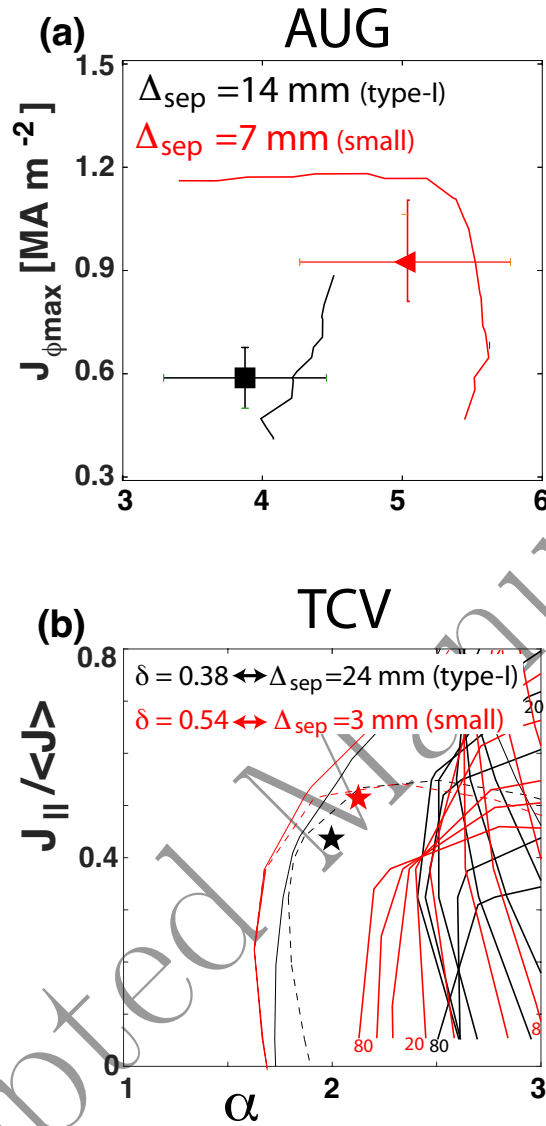 (a) AUG
Δsep =14 mm (type-I)
Δsep =7 mm (small)
1.5
1.2
0.9
0.6
0.3
Jϕmax [MA m -2]
3 4 5 6
(b) TCV
δ = 0.38 ↔ Δsep =24 mm (type-I)
δ = 0.54 ↔ Δsep =3 mm (small)
0.8
0.4
0
J|| /<J>
20
80 20 80 8
1 2 3
α